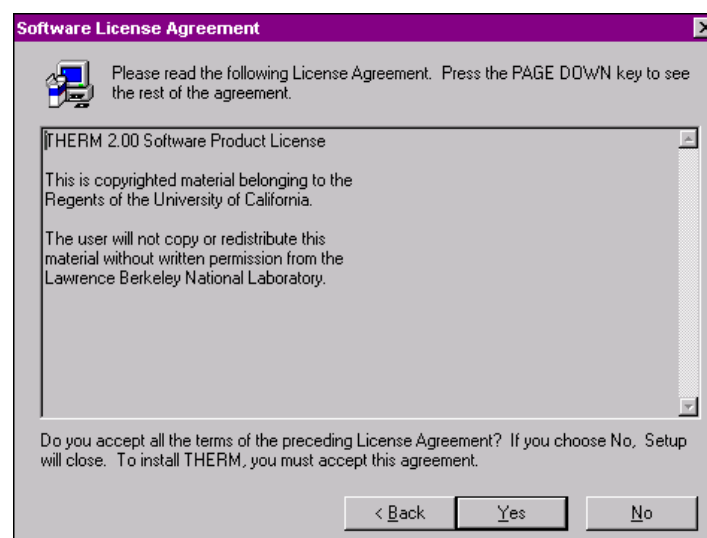 Software License Agreement
Please read the following License Agreement. Press the PAGE DOWN key to see
the rest of the agreement.
THERM 2.00 Software Product License
This is copyrighted material belonging to the
Regents of the University of California.
The user will not copy or redistribute this
material without written permission from the
Lawrence Berkeley National Laboratory.
Do you accept all the terms of the preceding License Agreement? If you choose No, Setup
will close. To install THERM, you must accept this agreement.
< Back Yes No